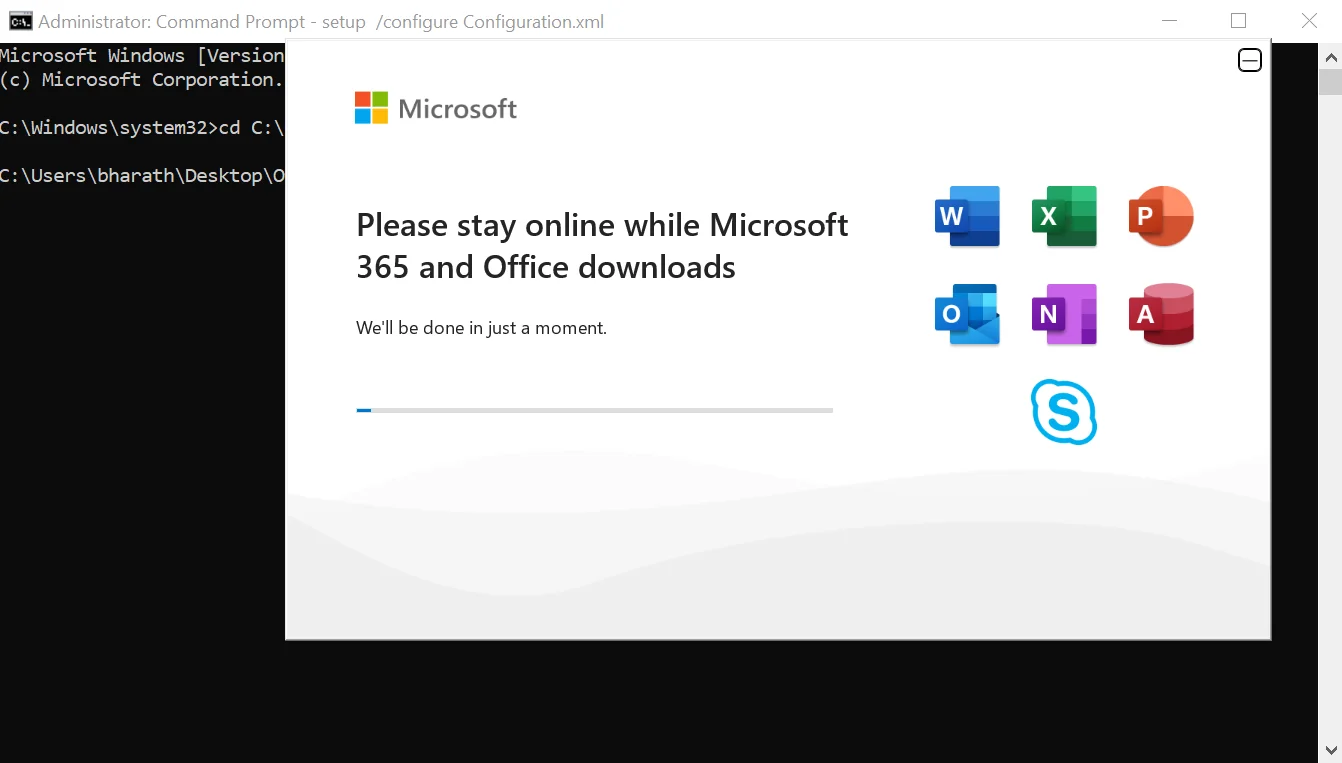 Administrator: Command Prompt - setup  /configure Configuration.xml
Microsoft Windows [Version
(c) Microsoft Corporation.
C:\Windows\system32>cd C:\
C:\Users\bharath\Desktop\O
Microsoft
Please stay online while Microsoft
365 and Office downloads
We'll be done in just a moment.
W X P
O N A
S